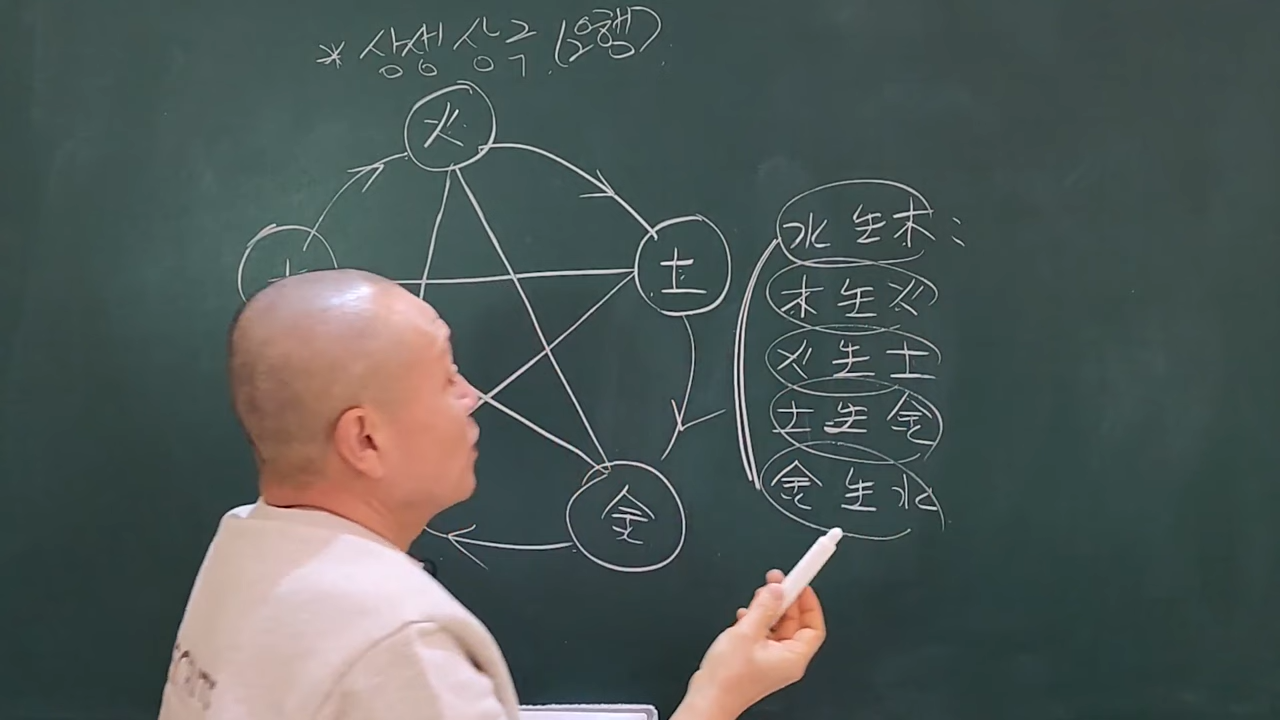 * 상생상극 (오행)
火
土
金
水生木:
木生火
火生土
土生金
金生水